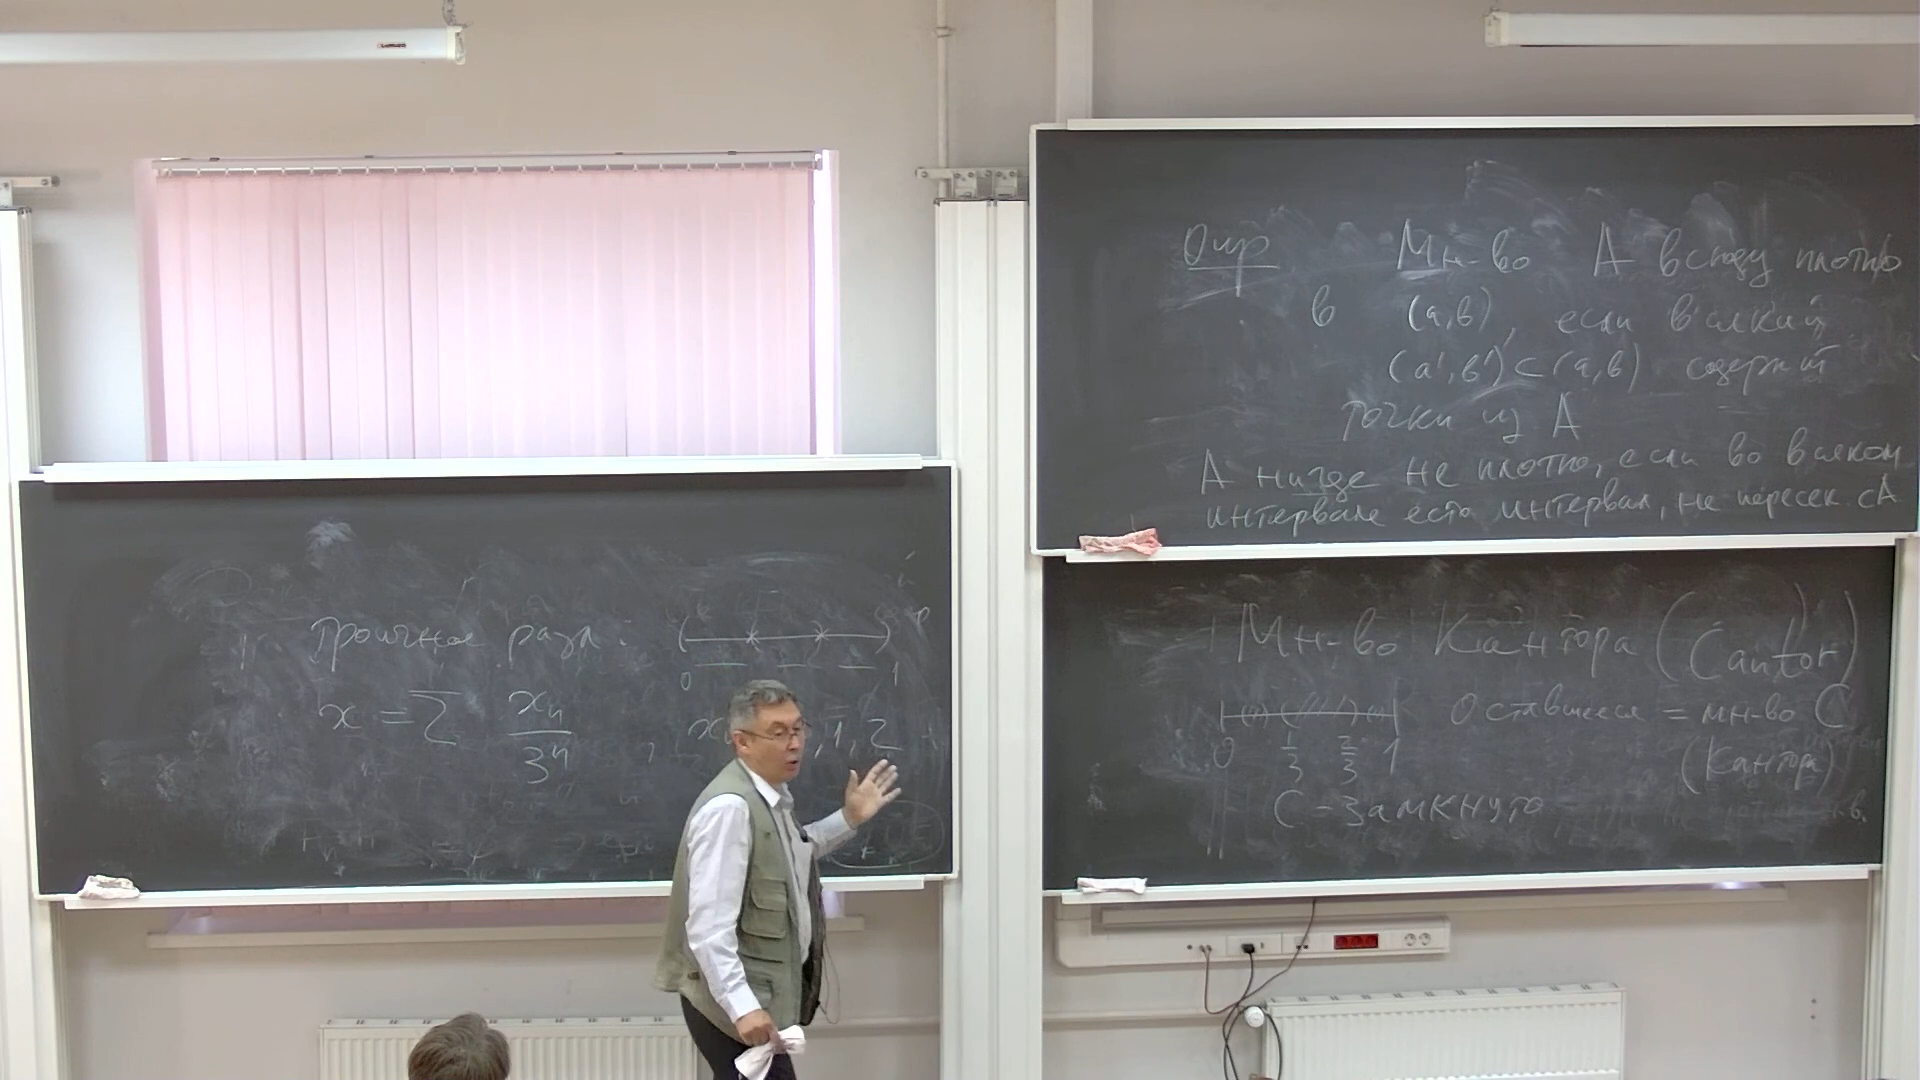 Троичное разл:
0 1
x = Σ xₙ/3ⁿ , x ,1,2
Опр Мн-во A всюду плотно
в (a,b), если всякий
(a',b')⊂(a,b) содержит
точки из A
A нигде не плотно, если во всяком
интервале есть интервал, не пересек. с A
Мн-во Кантора (Cantor)
Оставшееся = мн-во C
0 1/3 2/3 1 (Кантора)
C - замкнуто